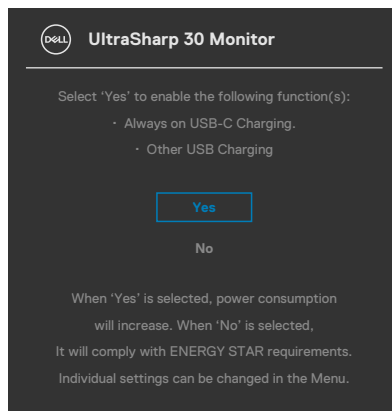 DELL UltraSharp 30 Monitor
Select ‘Yes’ to enable the following function(s):
· Always on USB-C Charging.
· Other USB Charging
Yes
No
When ‘Yes’ is selected, power consumption
will increase. When ‘No’ is selected,
It will comply with ENERGY STAR requirements.
Individual settings can be changed in the Menu.